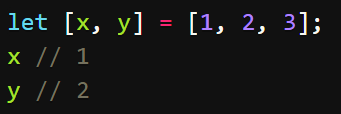 let [x, y] = [1, 2, 3];
x // 1
y // 2